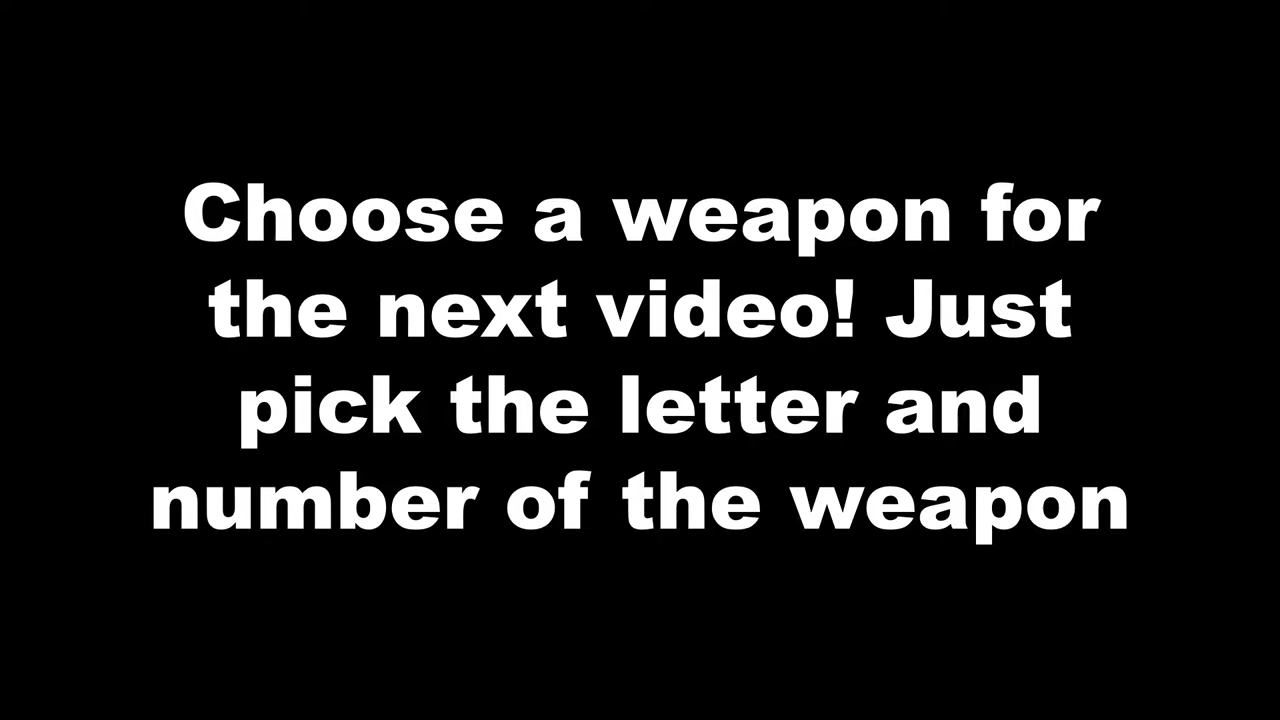 Choose a weapon for
the next video! Just
pick the letter and
number of the weapon